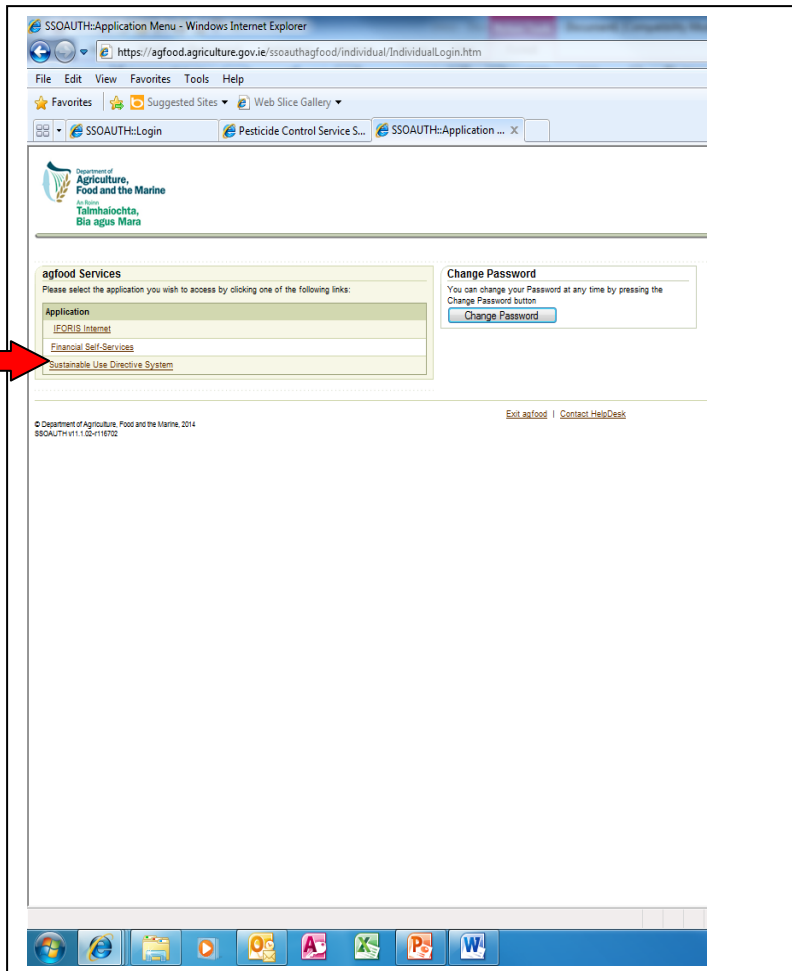 SSOAUTH::Application Menu - Windows Internet Explorer
https://agfood.agriculture.gov.ie/ssoauthagfood/individual/IndividualLogin.htm
File Edit View Favorites Tools Help
Favorites Suggested Sites Web Slice Gallery
SSOAUTH::Login Pesticide Control Service S... SSOAUTH::Application ... X
Department of
Agriculture,
Food and the Marine
An Roinn
Talmhaíochta,
Bia agus Mara
agfood Services
Please select the application you wish to access by clicking one of the following links:
Application
IFORIS Internet
Financial Self-Services
Sustainable Use Directive System
Change Password
You can change your Password at any time by pressing the
Change Password button
Change Password
Exit agfood | Contact HelpDesk
© Department of Agriculture, Food and the Marine, 2014
SSOAUTH v11.1.02-r116702